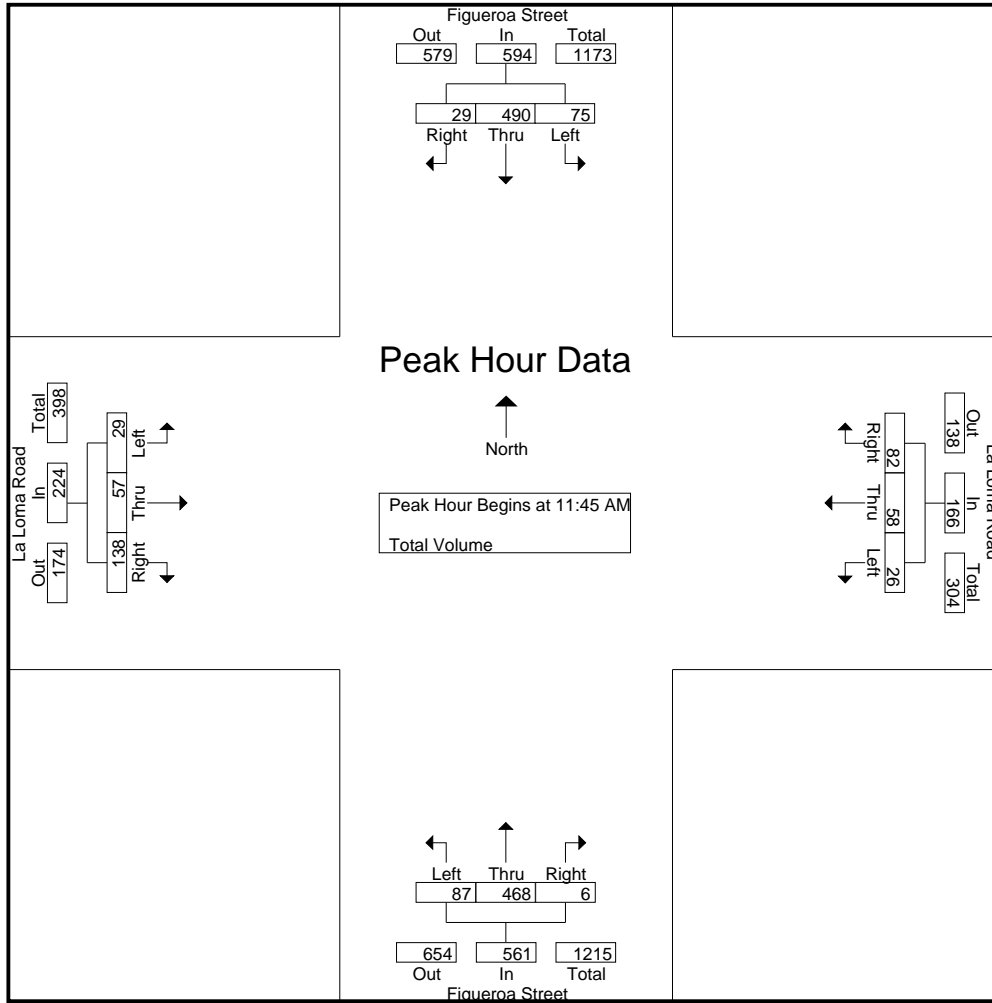 Figueroa Street
Out In Total
579 594 1173
29 490 75
Right Thru Left
Peak Hour Data
North
Peak Hour Begins at 11:45 AM
Total Volume
La Loma Road
Total In Out
398 224 174
29 57 138
Left Thru Right
Right Thru Left
82 58 26
Out In Total
138 166 304
La Loma Road
Left Thru Right
87 468 6
654 561 1215
Out In Total
Figueroa Street